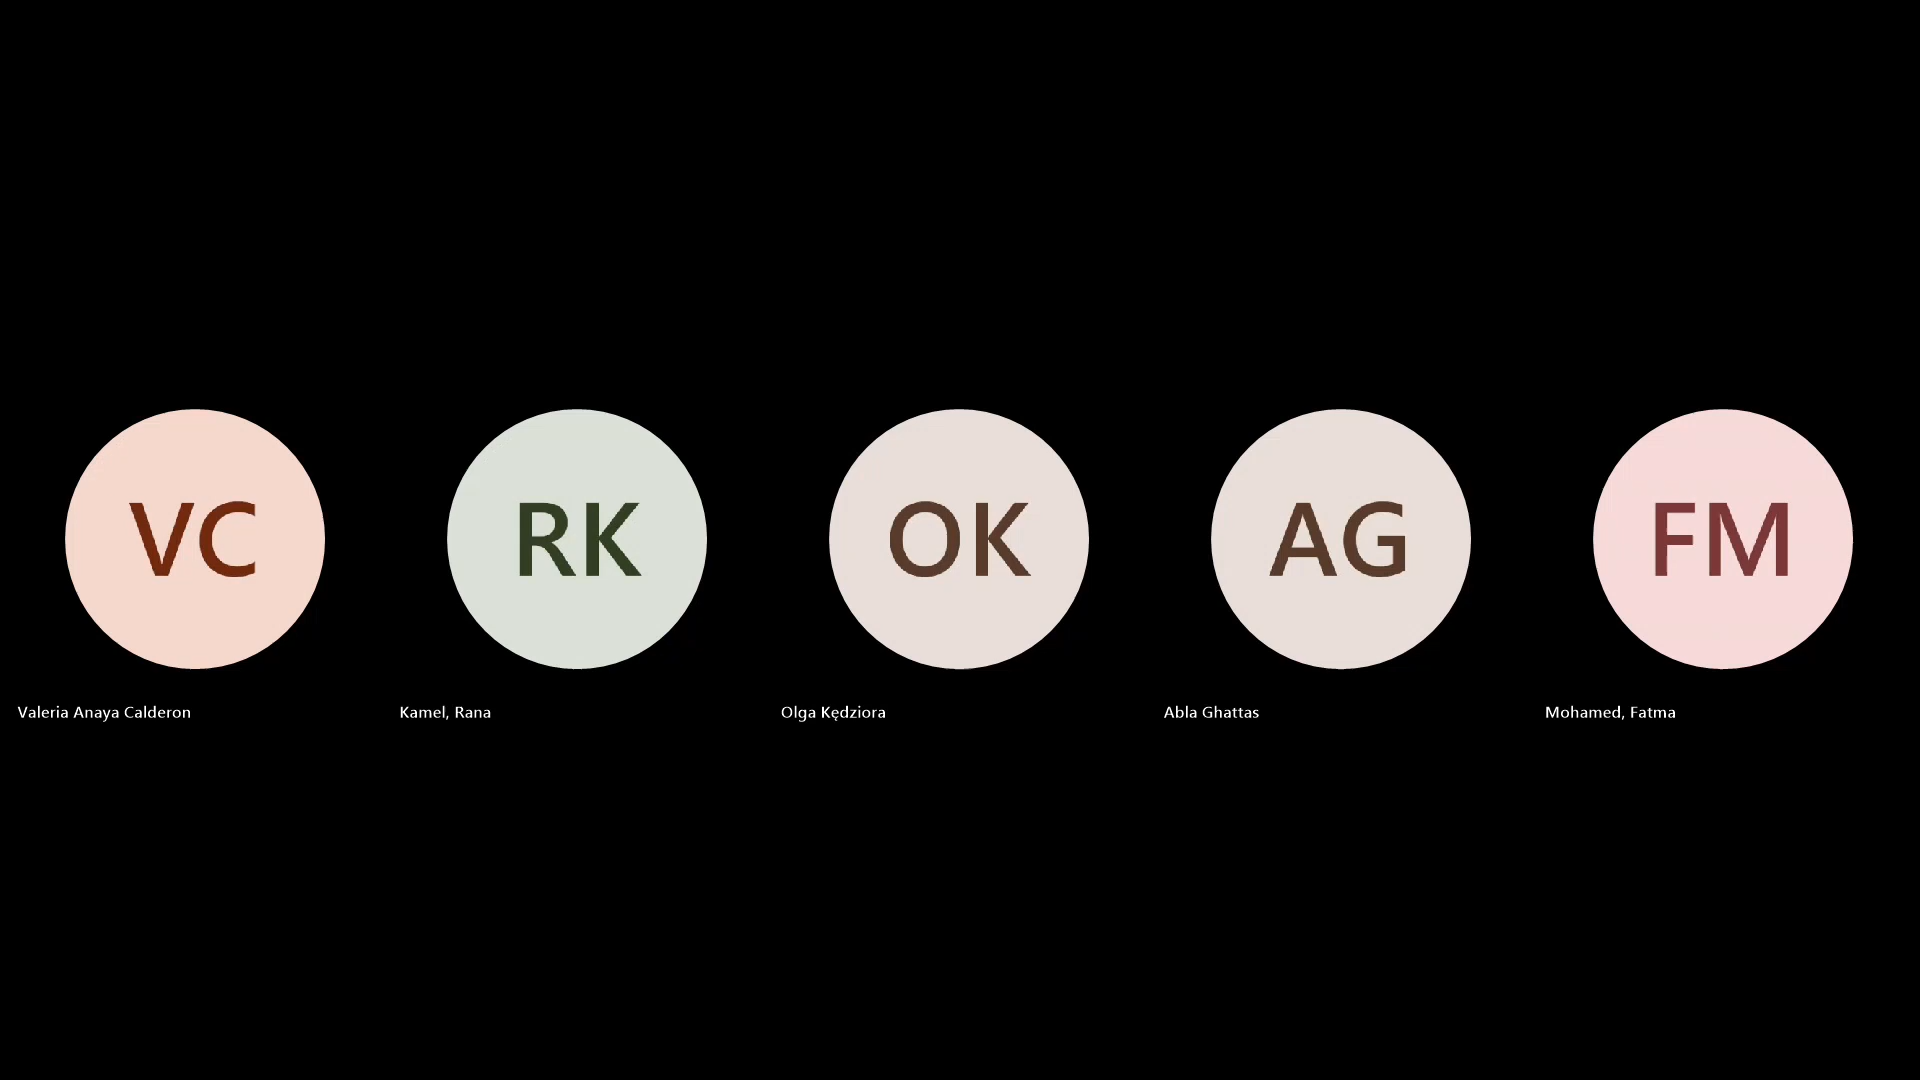 VC
RK
OK
AG
FM
Valeria Anaya Calderon
Kamel, Rana
Olga Kędziora
Abla Ghattas
Mohamed, Fatma